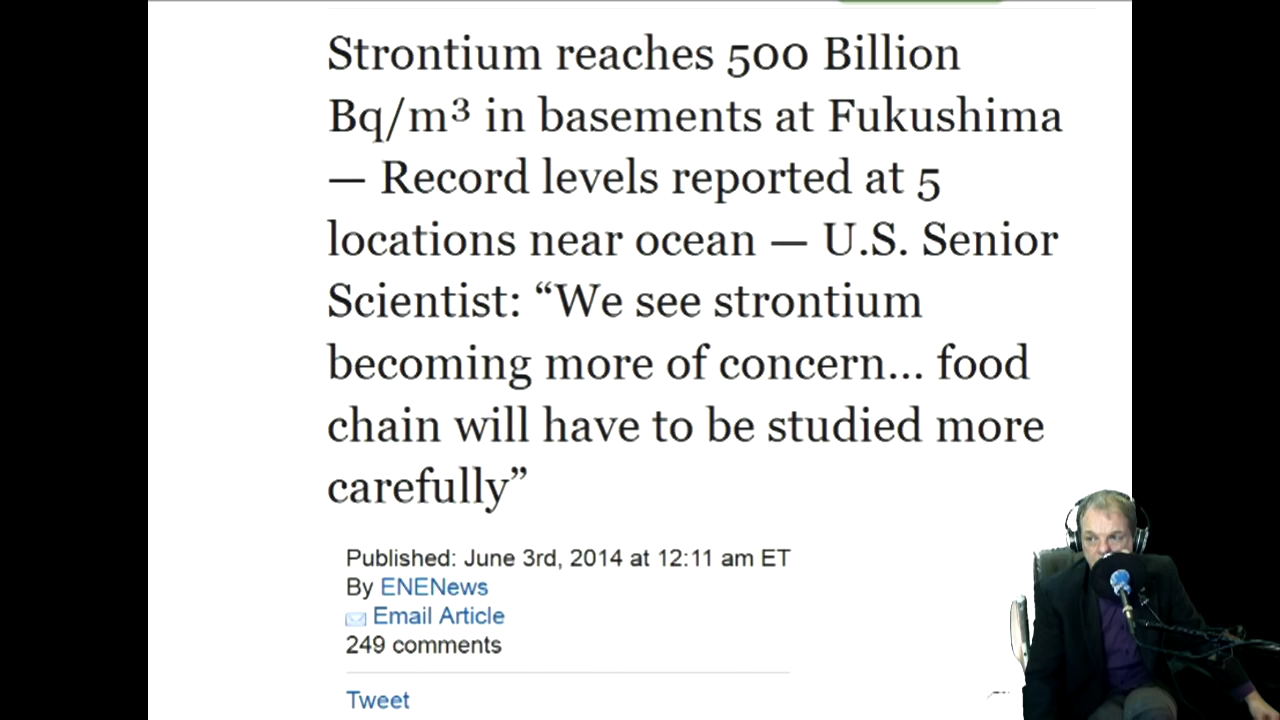 Strontium reaches 500 Billion
Bq/m³ in basements at Fukushima
— Record levels reported at 5
locations near ocean — U.S. Senior
Scientist: “We see strontium
becoming more of concern... food
chain will have to be studied more
carefully”
Published: June 3rd, 2014 at 12:11 am ET
By ENENews
Email Article
249 comments
Tweet